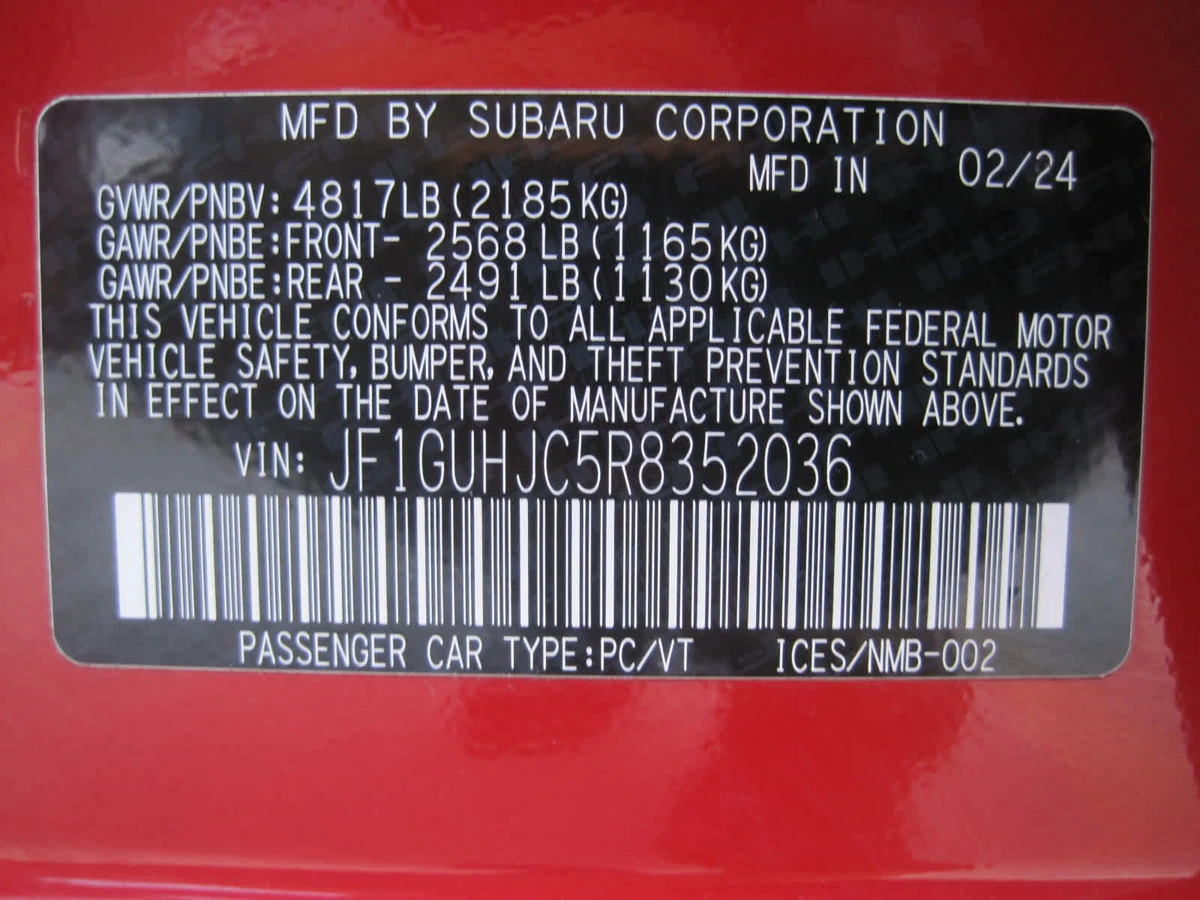 MFD BY SUBARU CORPORATION
MFD IN 02/24
GVWR/PNBV: 4817LB (2185KG)
GAWR/PNBE:FRONT- 2568 LB (1165KG)
GAWR/PNBE:REAR - 2491 LB (1130KG)
THIS VEHICLE CONFORMS TO ALL APPLICABLE FEDERAL MOTOR
VEHICLE SAFETY, BUMPER, AND THEFT PREVENTION STANDARDS
IN EFFECT ON THE DATE OF MANUFACTURE SHOWN ABOVE.
VIN: JF1GUHJC5R8352036
PASSENGER CAR TYPE:PC/VT ICES/NMB-002